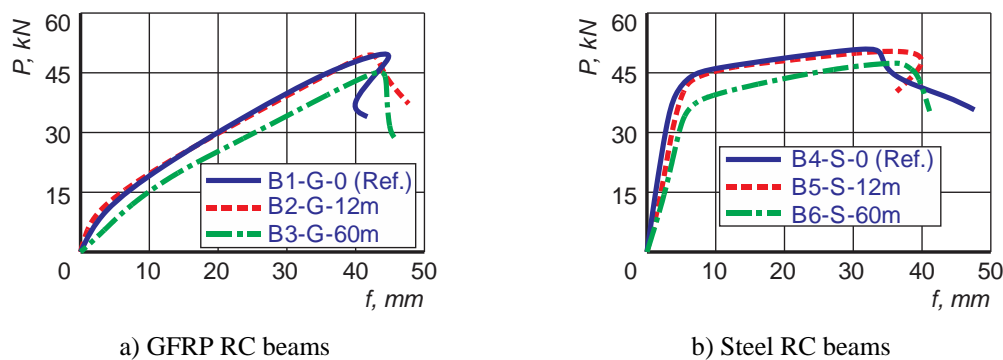 60
45
30
15
0
P, kN
B1-G-0 (Ref.)
B2-G-12m
B3-G-60m
10 20 30 40 50
f, mm
a) GFRP RC beams
60
45
30
15
0
P, kN
B4-S-0 (Ref.)
B5-S-12m
B6-S-60m
10 20 30 40 50
f, mm
b) Steel RC beams